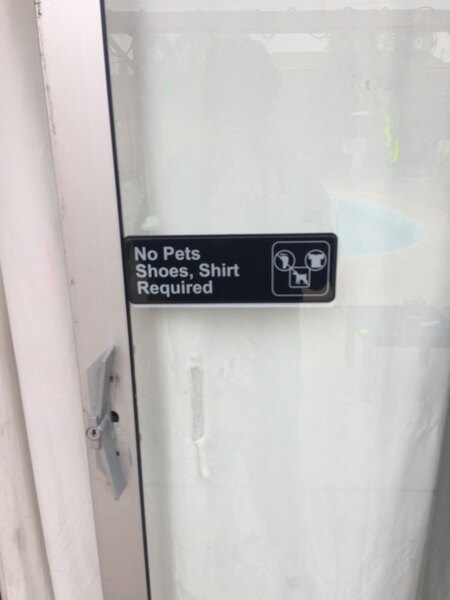 No Pets
Shoes, Shirt
Required